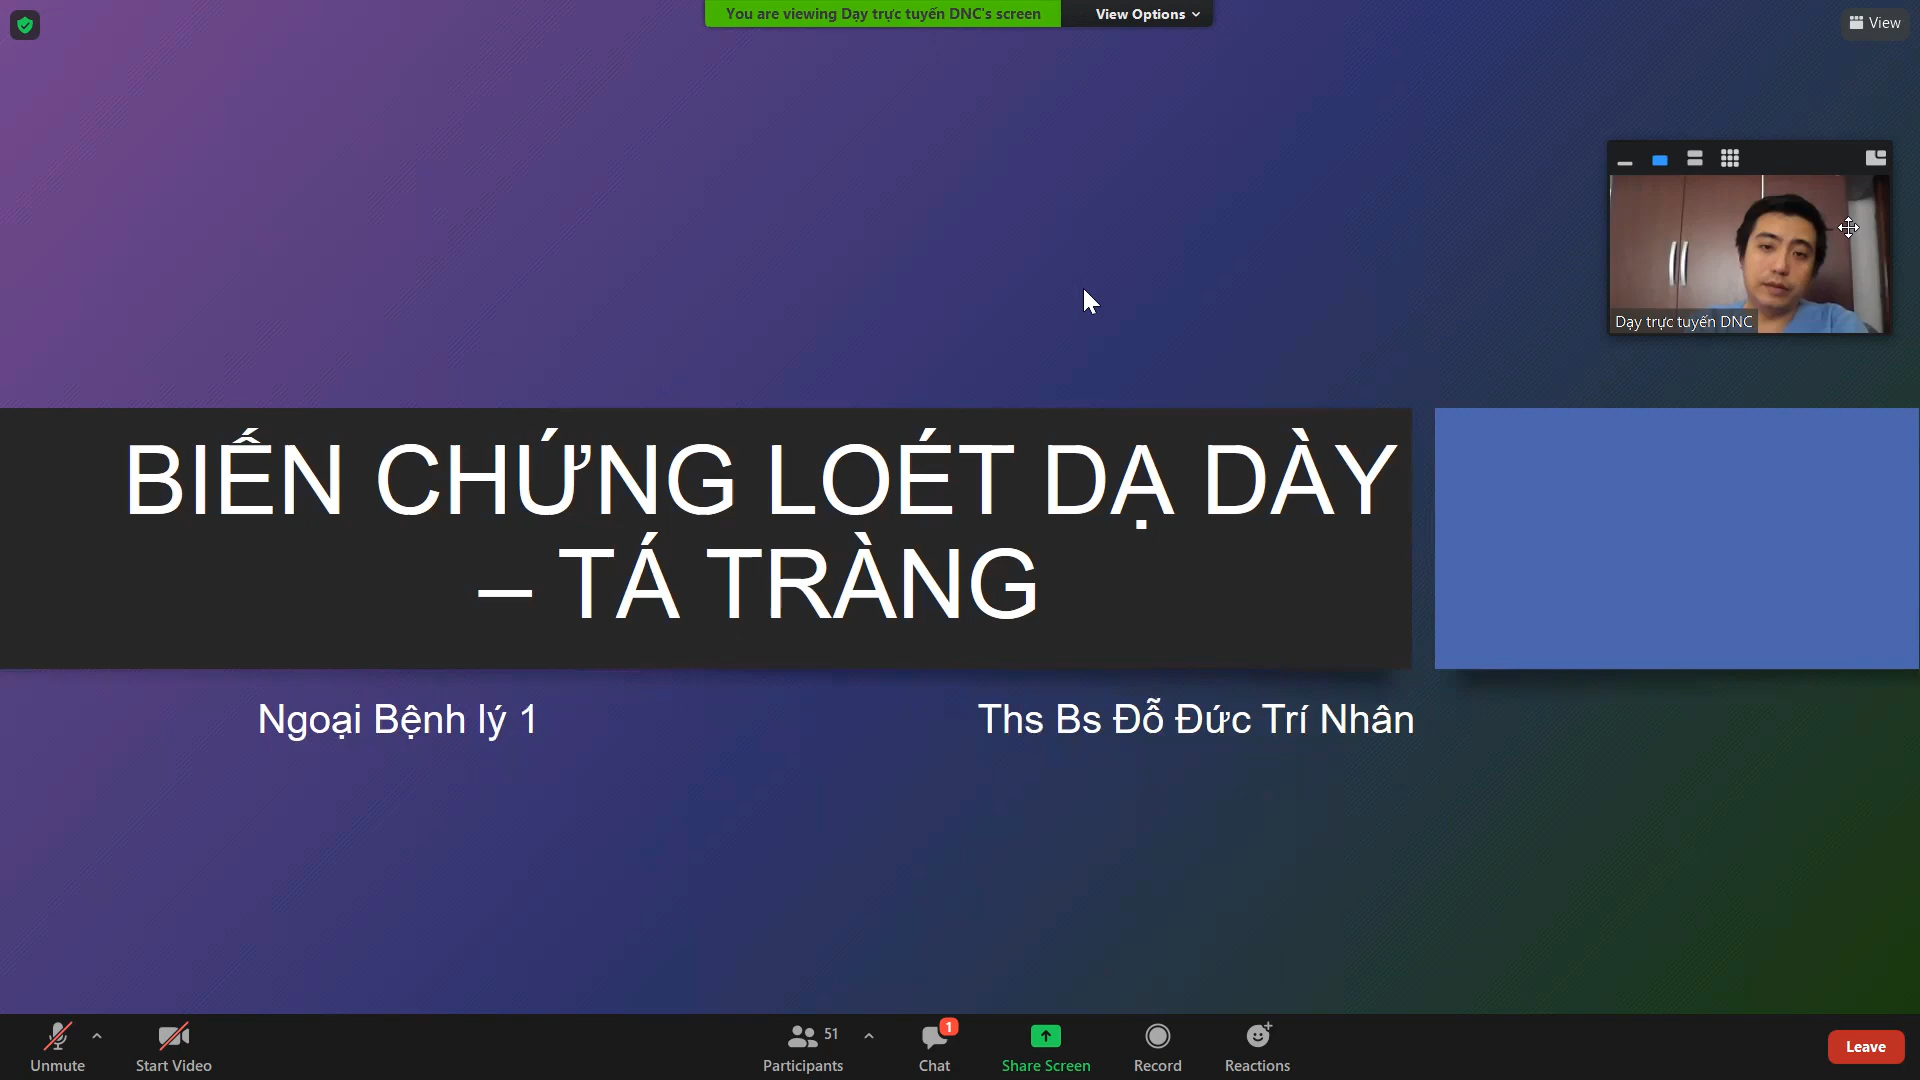 You are viewing Dạy trực tuyến DNC's screen
View Options
View
Dạy trực tuyến DNC
BIẾN CHỨNG LOÉT DẠ DÀY
– TÁ TRÀNG
Ngoại Bệnh lý 1
Ths Bs Đỗ Đức Trí Nhân
Unmute
Start Video
51
Participants
1
Chat
Share Screen
Record
Reactions
Leave